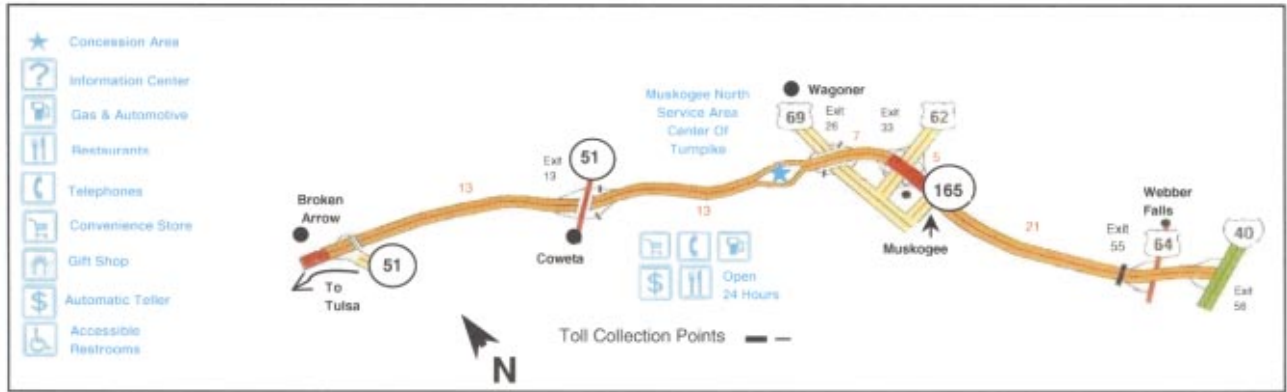 Concession Area
?
Information Center
Gas & Automotive
Restaurants
Telephones
Convenience Store
Gift Shop
$
Automatic Teller
Accessible
Restrooms
Broken
Arrow
To
Tulsa
51
13
Exit
13
51
Coweta
Muskogee North
Service Area
Center Of
Turnpike
13
$
Open
24 Hours
Wagoner
69
Exit
26
7
Exit
33
62
5
165
Muskogee
21
Exit
55
Webber
Falls
64
40
Exit
58
N
Toll Collection Points